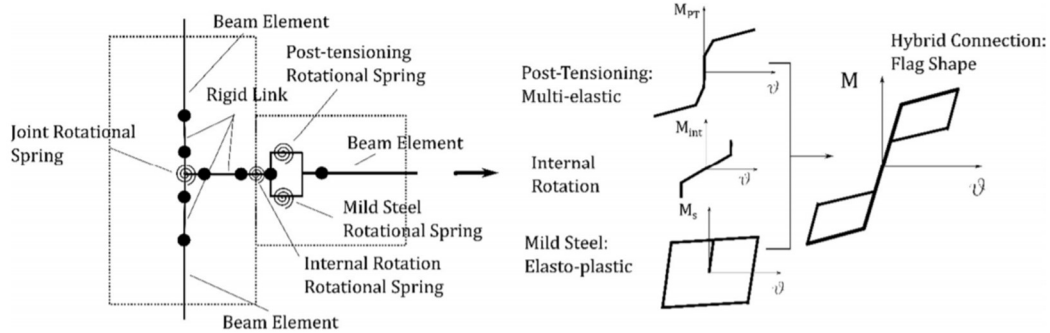 Beam Element
Post-tensioning
Rotational Spring
Rigid Link
Joint Rotational
Spring
Beam Element
Mild Steel
Rotational Spring
Internal Rotation
Rotational Spring
Beam Element
Post-Tensioning:
Multi-elastic
M_PT
ϑ
Internal
Rotation
M_int
ϑ
Mild Steel:
Elasto-plastic
M_s
ϑ
Hybrid Connection:
Flag Shape
M
ϑ